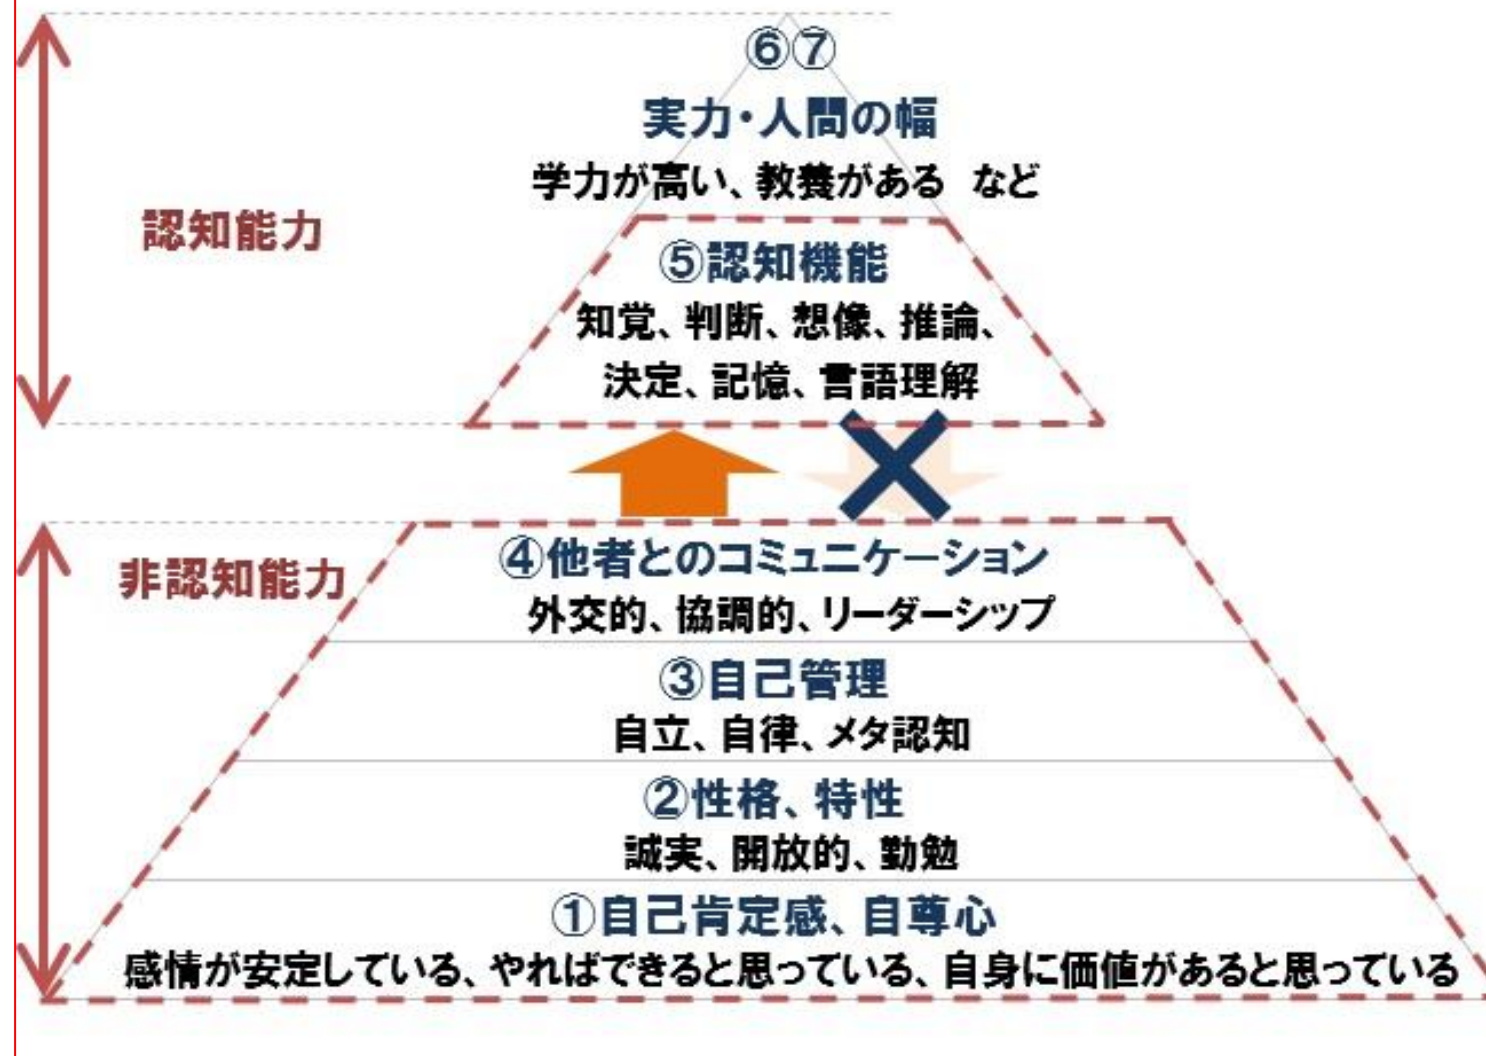 ⑥⑦
実力・人間の幅
学力が高い、教養がある など
認知能力
⑤認知機能
知覚、判断、想像、推論、
決定、記憶、言語理解
④他者とのコミュニケーション
非認知能力
外交的、協調的、リーダーシップ
③自己管理
自立、自律、メタ認知
②性格、特性
誠実、開放的、勤勉
①自己肯定感、自尊心
感情が安定している、やればできると思っている、自身に価値があると思っている